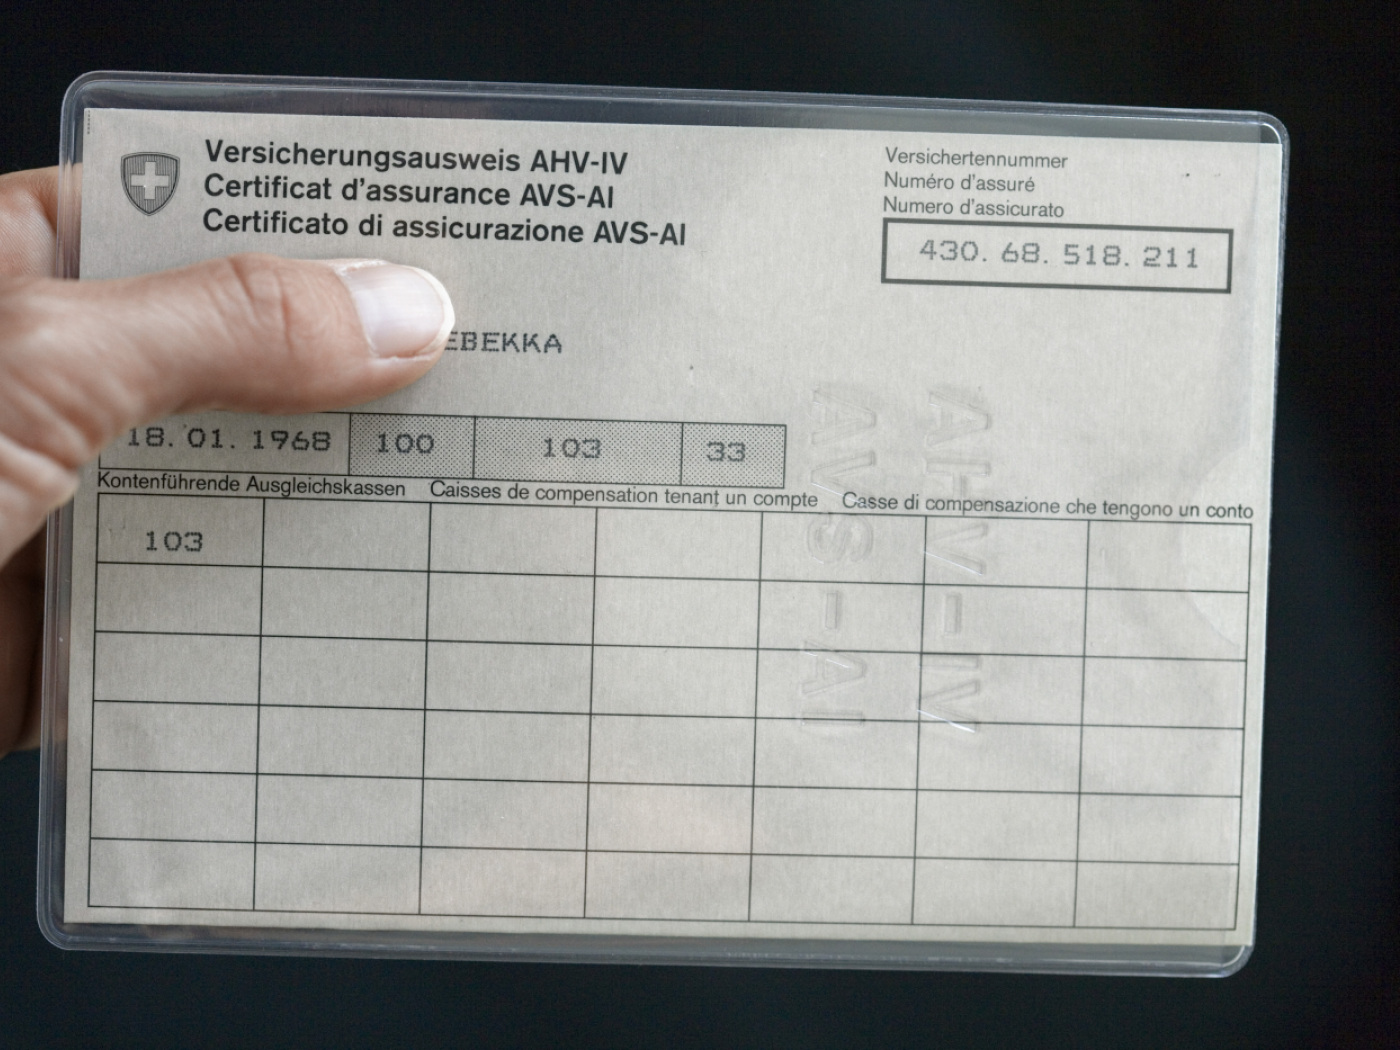 Versicherungsausweis AHV-IV
Certificat d'assurance AVS-AI
Certificato di assicurazione AVS-AI
Versichertennummer
Numéro d'assuré
Numero d'assicurato
430. 68. 518. 211
EBEKKA
18. 01. 1968 100 103 33
Kontenführende Ausgleichskassen Caisses de compensation tenant un compte Casse di compensazione che tengono un conto
103
AHV-IV
AVS-AI